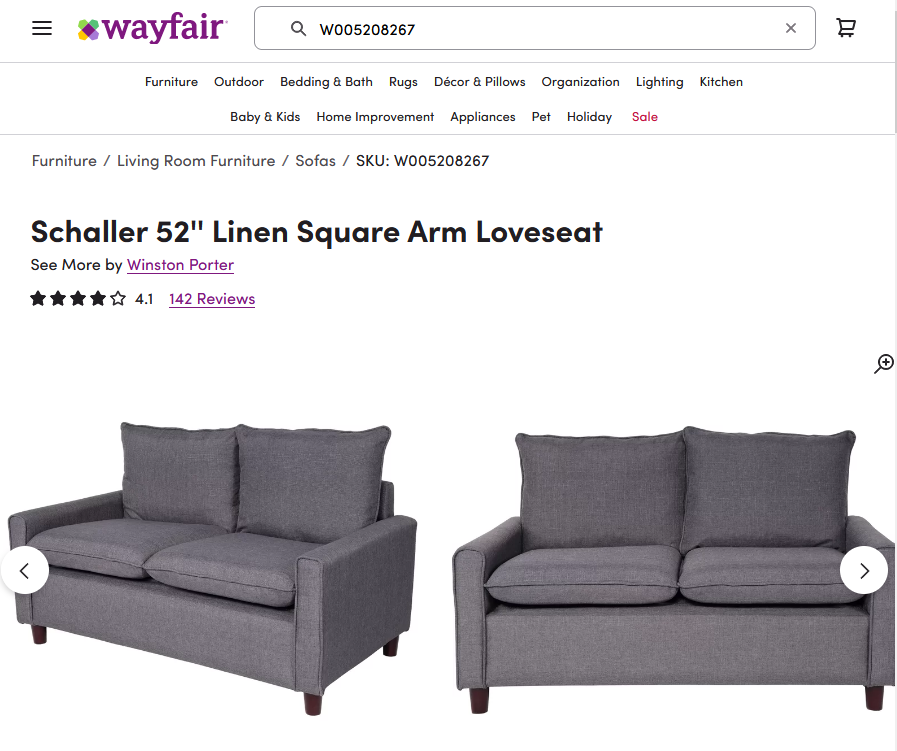 wayfair
W005208267
Furniture Outdoor Bedding & Bath Rugs Décor & Pillows Organization Lighting Kitchen
Baby & Kids Home Improvement Appliances Pet Holiday Sale
Furniture / Living Room Furniture / Sofas / SKU: W005208267
Schaller 52'' Linen Square Arm Loveseat
See More by Winston Porter
4.1 142 Reviews